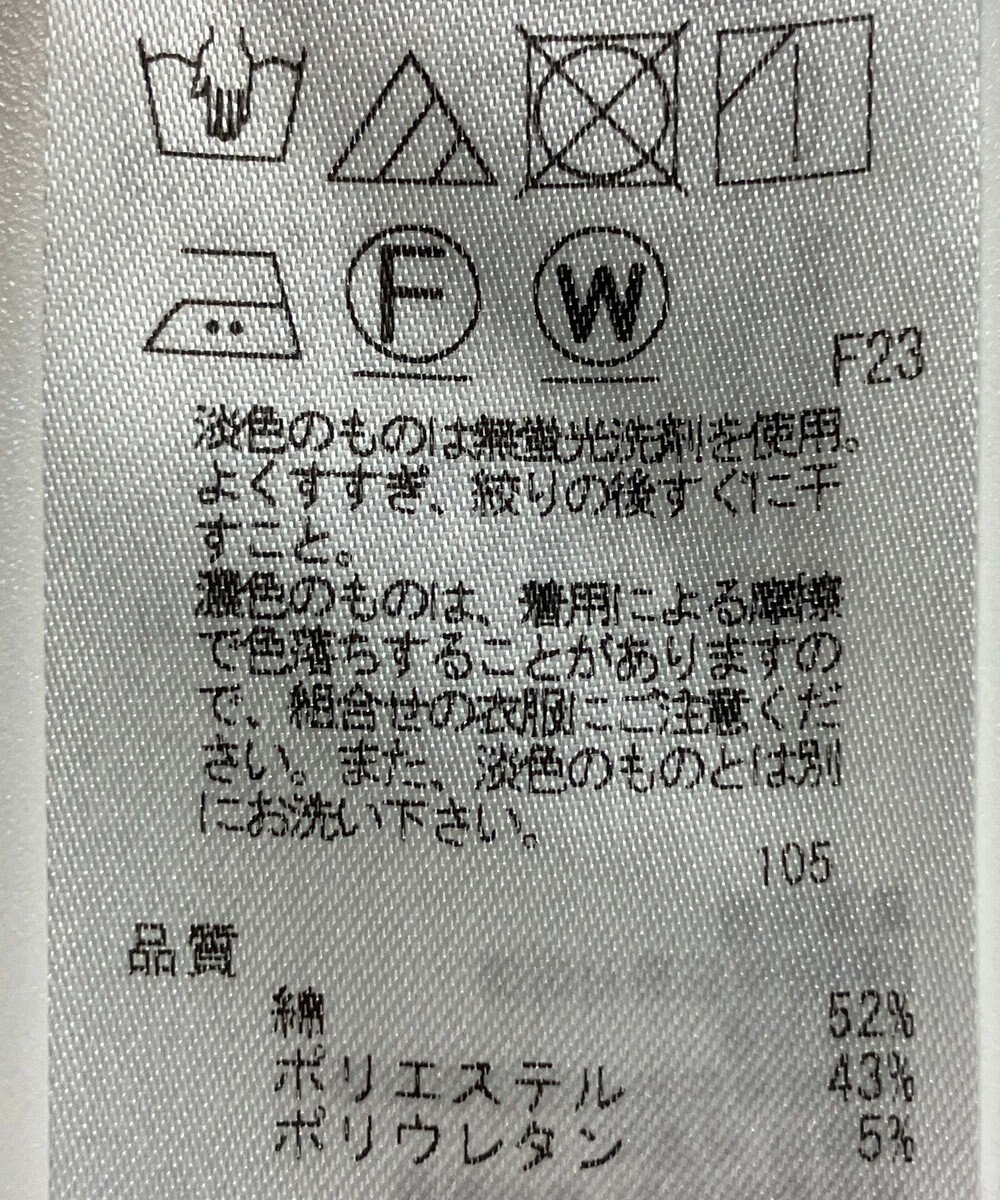 F W
F23
淡色のものは無蛍光洗剤を使用。
よくすすぎ、絞りの後すぐに干
すこと。
濃色のものは、着用による摩擦
で色落ちすることがありますの
で、組合せの衣服にご注意くだ
さい。また、淡色のものとは別
にお洗い下さい。
105
品質
綿 52%
ポリエステル 43%
ポリウレタン 5%